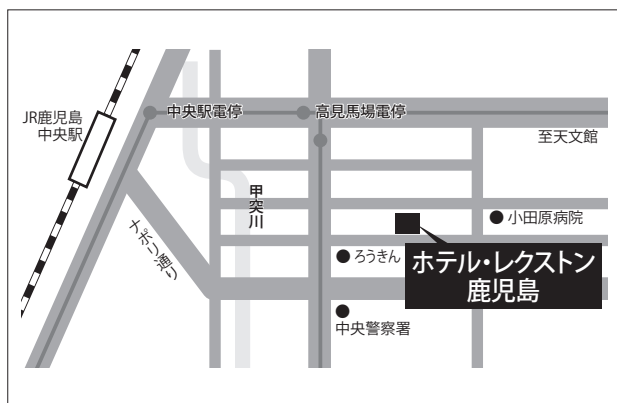 JR鹿児島
中央駅
中央駅電停
高見馬場電停
至天文館
甲突川
ナポリ通り
小田原病院
ろうきん
ホテル・レクストン
鹿児島
中央警察署